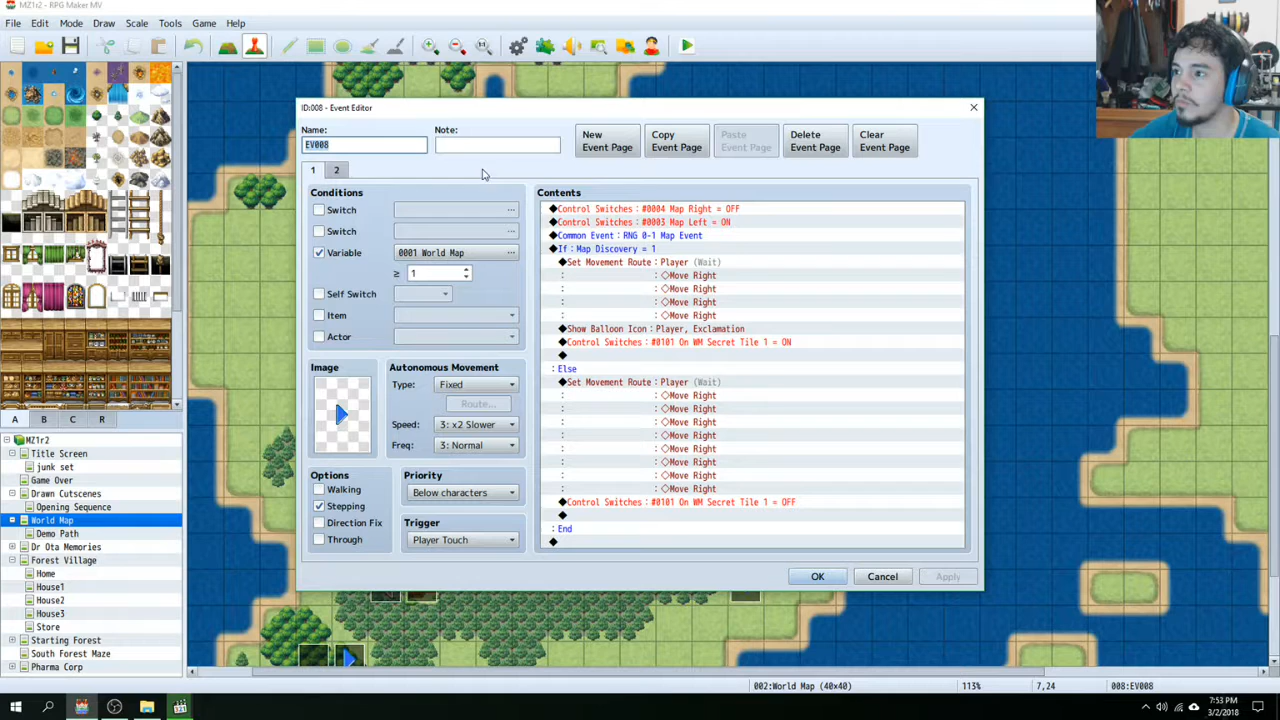 MZ1r2 - RPG Maker MV
File Edit Mode Draw Scale Tools Game Help
ID:008 - Event Editor
Name: Note:
EV008
New Event Page
Copy Event Page
Paste Event Page
Delete Event Page
Clear Event Page
1 2
Conditions
Switch ...
Switch ...
Variable 0001 World Map ...
≥ 1
Self Switch
Item
Actor
Image
Autonomous Movement
Type: Fixed
Route...
Speed: 3: x2 Slower
Freq: 3: Normal
Options
Walking
Stepping
Direction Fix
Through
Priority
Below characters
Trigger
Player Touch
Contents
◆Control Switches : #0004 Map Right = OFF
◆Control Switches : #0003 Map Left = ON
◆Common Event : RNG 0-1 Map Event
◆If : Map Discovery = 1
◆Set Movement Route : Player (Wait)
: : ◇Move Right
: : ◇Move Right
: : ◇Move Right
: : ◇Move Right
◆Show Balloon Icon : Player, Exclamation
◆Control Switches : #0101 On WM Secret Tile 1 = ON
◆
: Else
◆Set Movement Route : Player (Wait)
: : ◇Move Right
: : ◇Move Right
: : ◇Move Right
: : ◇Move Right
: : ◇Move Right
: : ◇Move Right
: : ◇Move Right
: : ◇Move Right
◆Control Switches : #0101 On WM Secret Tile 1 = OFF
◆
: End
◆
OK Cancel Apply
A B C R
MZ1r2
Title Screen
junk set
Game Over
Drawn Cutscenes
Opening Sequence
World Map
Demo Path
Dr Ota Memories
Forest Village
Home
House1
House2
House3
Store
Starting Forest
South Forest Maze
Pharma Corp
002:World Map (40x40) 113% 7,24 008:EV008
7:53 PM
3/2/2018